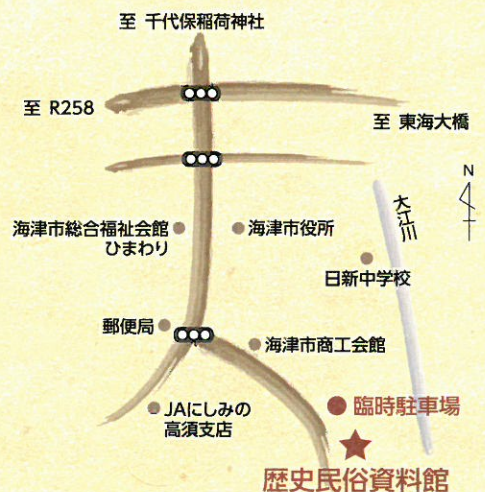 至 千代保稲荷神社
至 R258
至 東海大橋
N
大江川
海津市総合福祉会館
ひまわり
海津市役所
日新中学校
郵便局
海津市商工会館
JAにしみの
高須支店
臨時駐車場
歴史民俗資料館